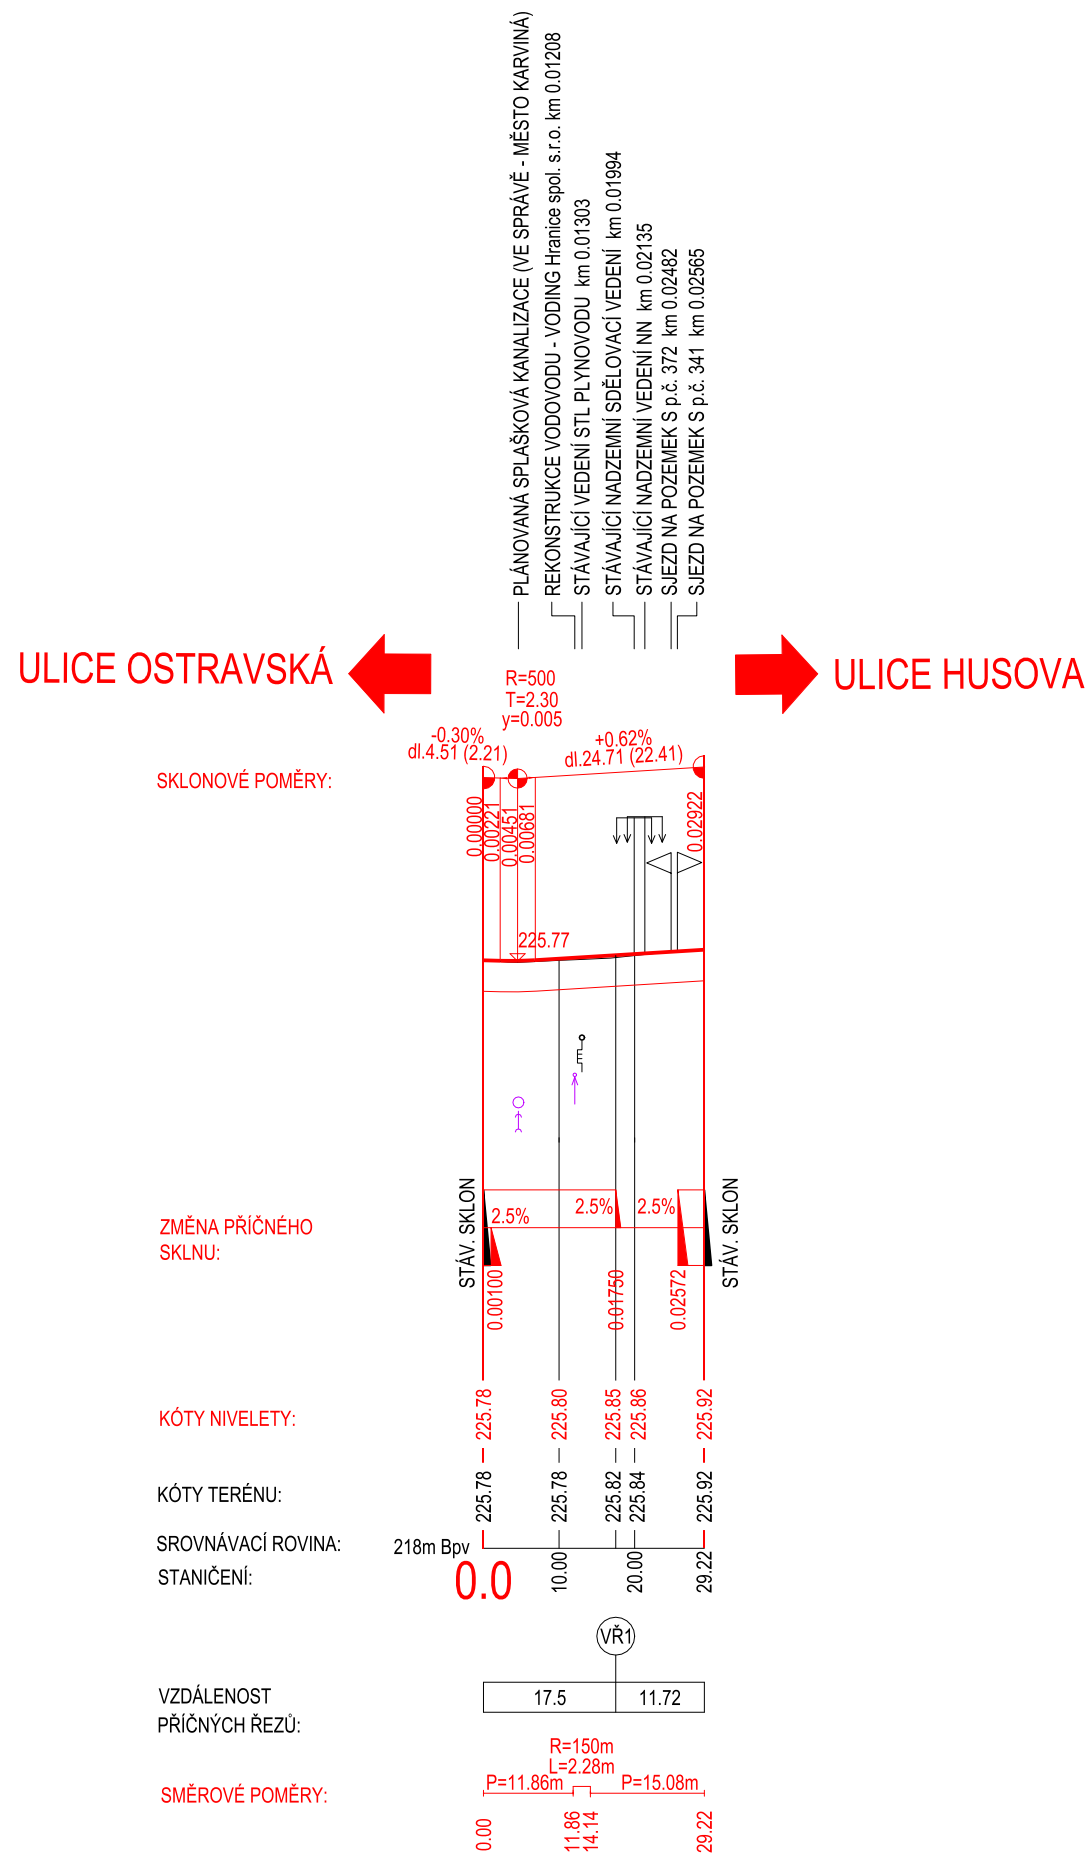 PLÁNOVANÁ SPLAŠKOVÁ KANALIZACE (VE SPRÁVĚ - MĚSTO KARVINÁ)
REKONSTRUKCE VODOVODU - VODING Hranice spol. s.r.o. km 0.01208
STÁVAJÍCÍ VEDENÍ STL PLYNOVODU km 0.01303
STÁVAJÍCÍ NADZEMNÍ SDĚLOVACÍ VEDENÍ km 0.01994
STÁVAJÍCÍ NADZEMNÍ VEDENÍ NN km 0.02135
SJEZD NA POZEMEK S p.č. 372 km 0.02482
SJEZD NA POZEMEK S p.č. 341 km 0.02565
ULICE OSTRAVSKÁ
ULICE HUSOVA
R=500
T=2.30
y=0.005
-0.30%
dl.4.51 (2.21)
+0.62%
dl.24.71 (22.41)
SKLONOVÉ POMĚRY:
0.00000
0.00221
0.00451
0.00681
0.02922
225.77
ZMĚNA PŘÍČNÉHO
SKLNU:
STÁV. SKLON
2.5%
2.5%
2.5%
STÁV. SKLON
0.00100
0.01750
0.02572
KÓTY NIVELETY:
225.78
225.80
225.85
225.86
225.92
KÓTY TERÉNU:
225.78
225.78
225.82
225.84
225.92
SROVNÁVACÍ ROVINA:
218m Bpv
STANIČENÍ:
0.0
10.00
20.00
29.22
VŘ1
VZDÁLENOST
PŘÍČNÝCH ŘEZŮ:
17.5
11.72
SMĚROVÉ POMĚRY:
R=150m
L=2.28m
P=11.86m
P=15.08m
0.00
11.86
14.14
29.22